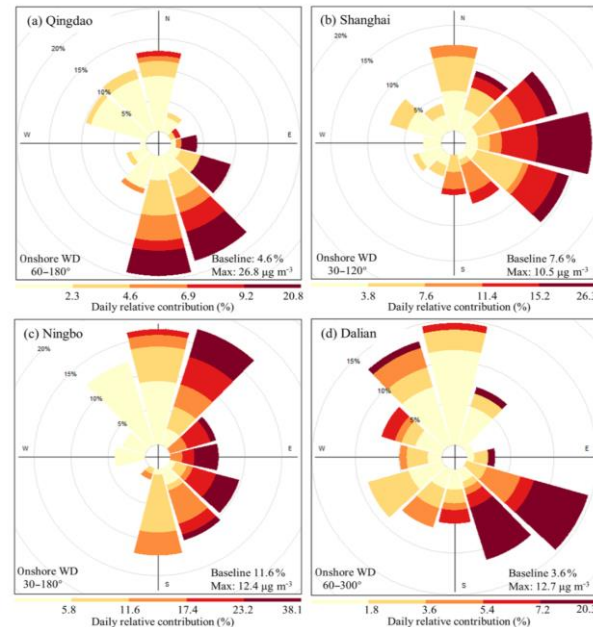 (a) Qingdao
N
20%
15%
10%
5%
W
E
S
Onshore WD
60–180°
Baseline: 4.6%
Max: 26.8 μg m⁻³
2.3 4.6 6.9 9.2 20.8
Daily relative contribution (%)
(b) Shanghai
N
20%
15%
10%
5%
W
E
S
Onshore WD
30–120°
Baseline 7.6%
Max: 10.5 μg m⁻³
3.8 7.6 11.4 15.2 26.3
Daily relative contribution (%)
(c) Ningbo
N
20%
15%
10%
5%
W
E
S
Onshore WD
30–180°
Baseline 11.6%
Max: 12.4 μg m⁻³
5.8 11.6 17.4 23.2 38.1
Daily relative contribution (%)
(d) Dalian
N
15%
10%
5%
W
E
S
Onshore WD
60–300°
Baseline 3.6%
Max: 12.7 μg m⁻³
1.8 3.6 5.4 7.2
Daily relative contribution (%)